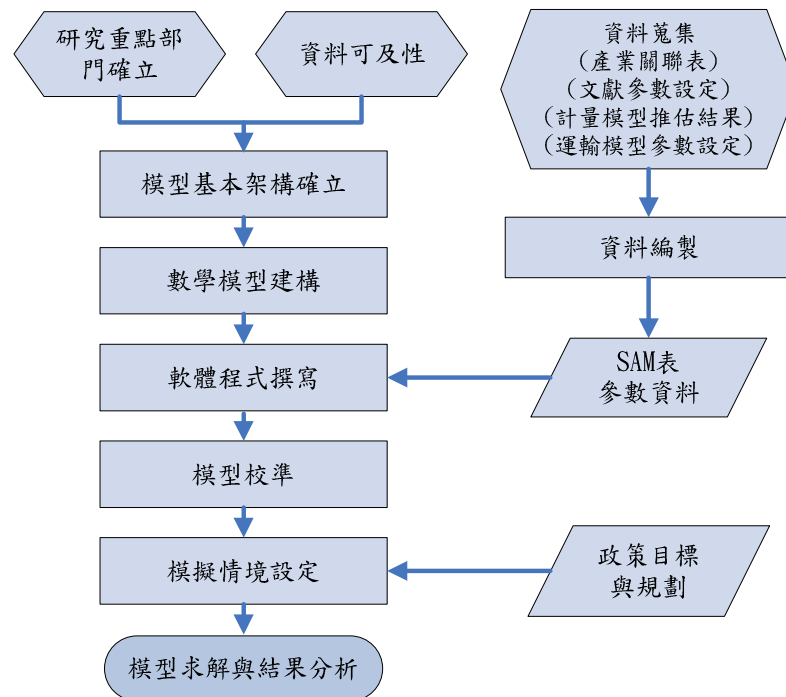 研究重點部
門確立
資料可及性
資料蒐集
(產業關聯表)
(文獻參數設定)
(計量模型推估結果)
(運輸模型參數設定)
模型基本架構確立
資料編製
數學模型建構
軟體程式撰寫
SAM表
參數資料
模型校準
模擬情境設定
政策目標
與規劃
模型求解與結果分析